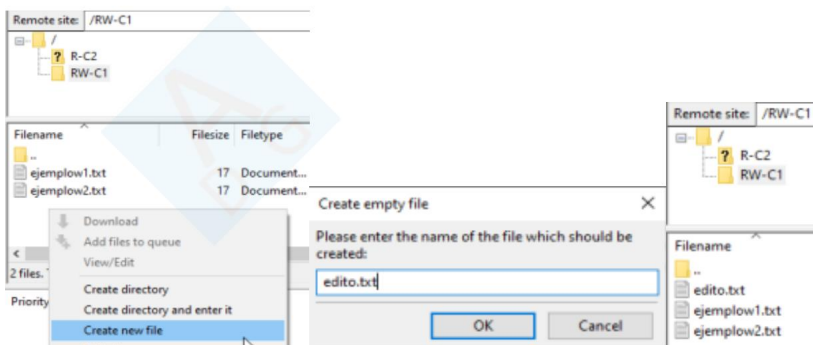 Remote site: /RW-C1
/
? R-C2
RW-C1
Filename Filesize Filetype
..
ejemplow1.txt 17 Document...
ejemplow2.txt 17 Document...
Download
Add files to queue
View/Edit
Create directory
Create directory and enter it
Create new file
2 files.
Priority
Create empty file
Please enter the name of the file which should be
created:
edito.txt
OK Cancel
Remote site: /RW-C1
/
? R-C2
RW-C1
Filename
..
edito.txt
ejemplow1.txt
ejemplow2.txt